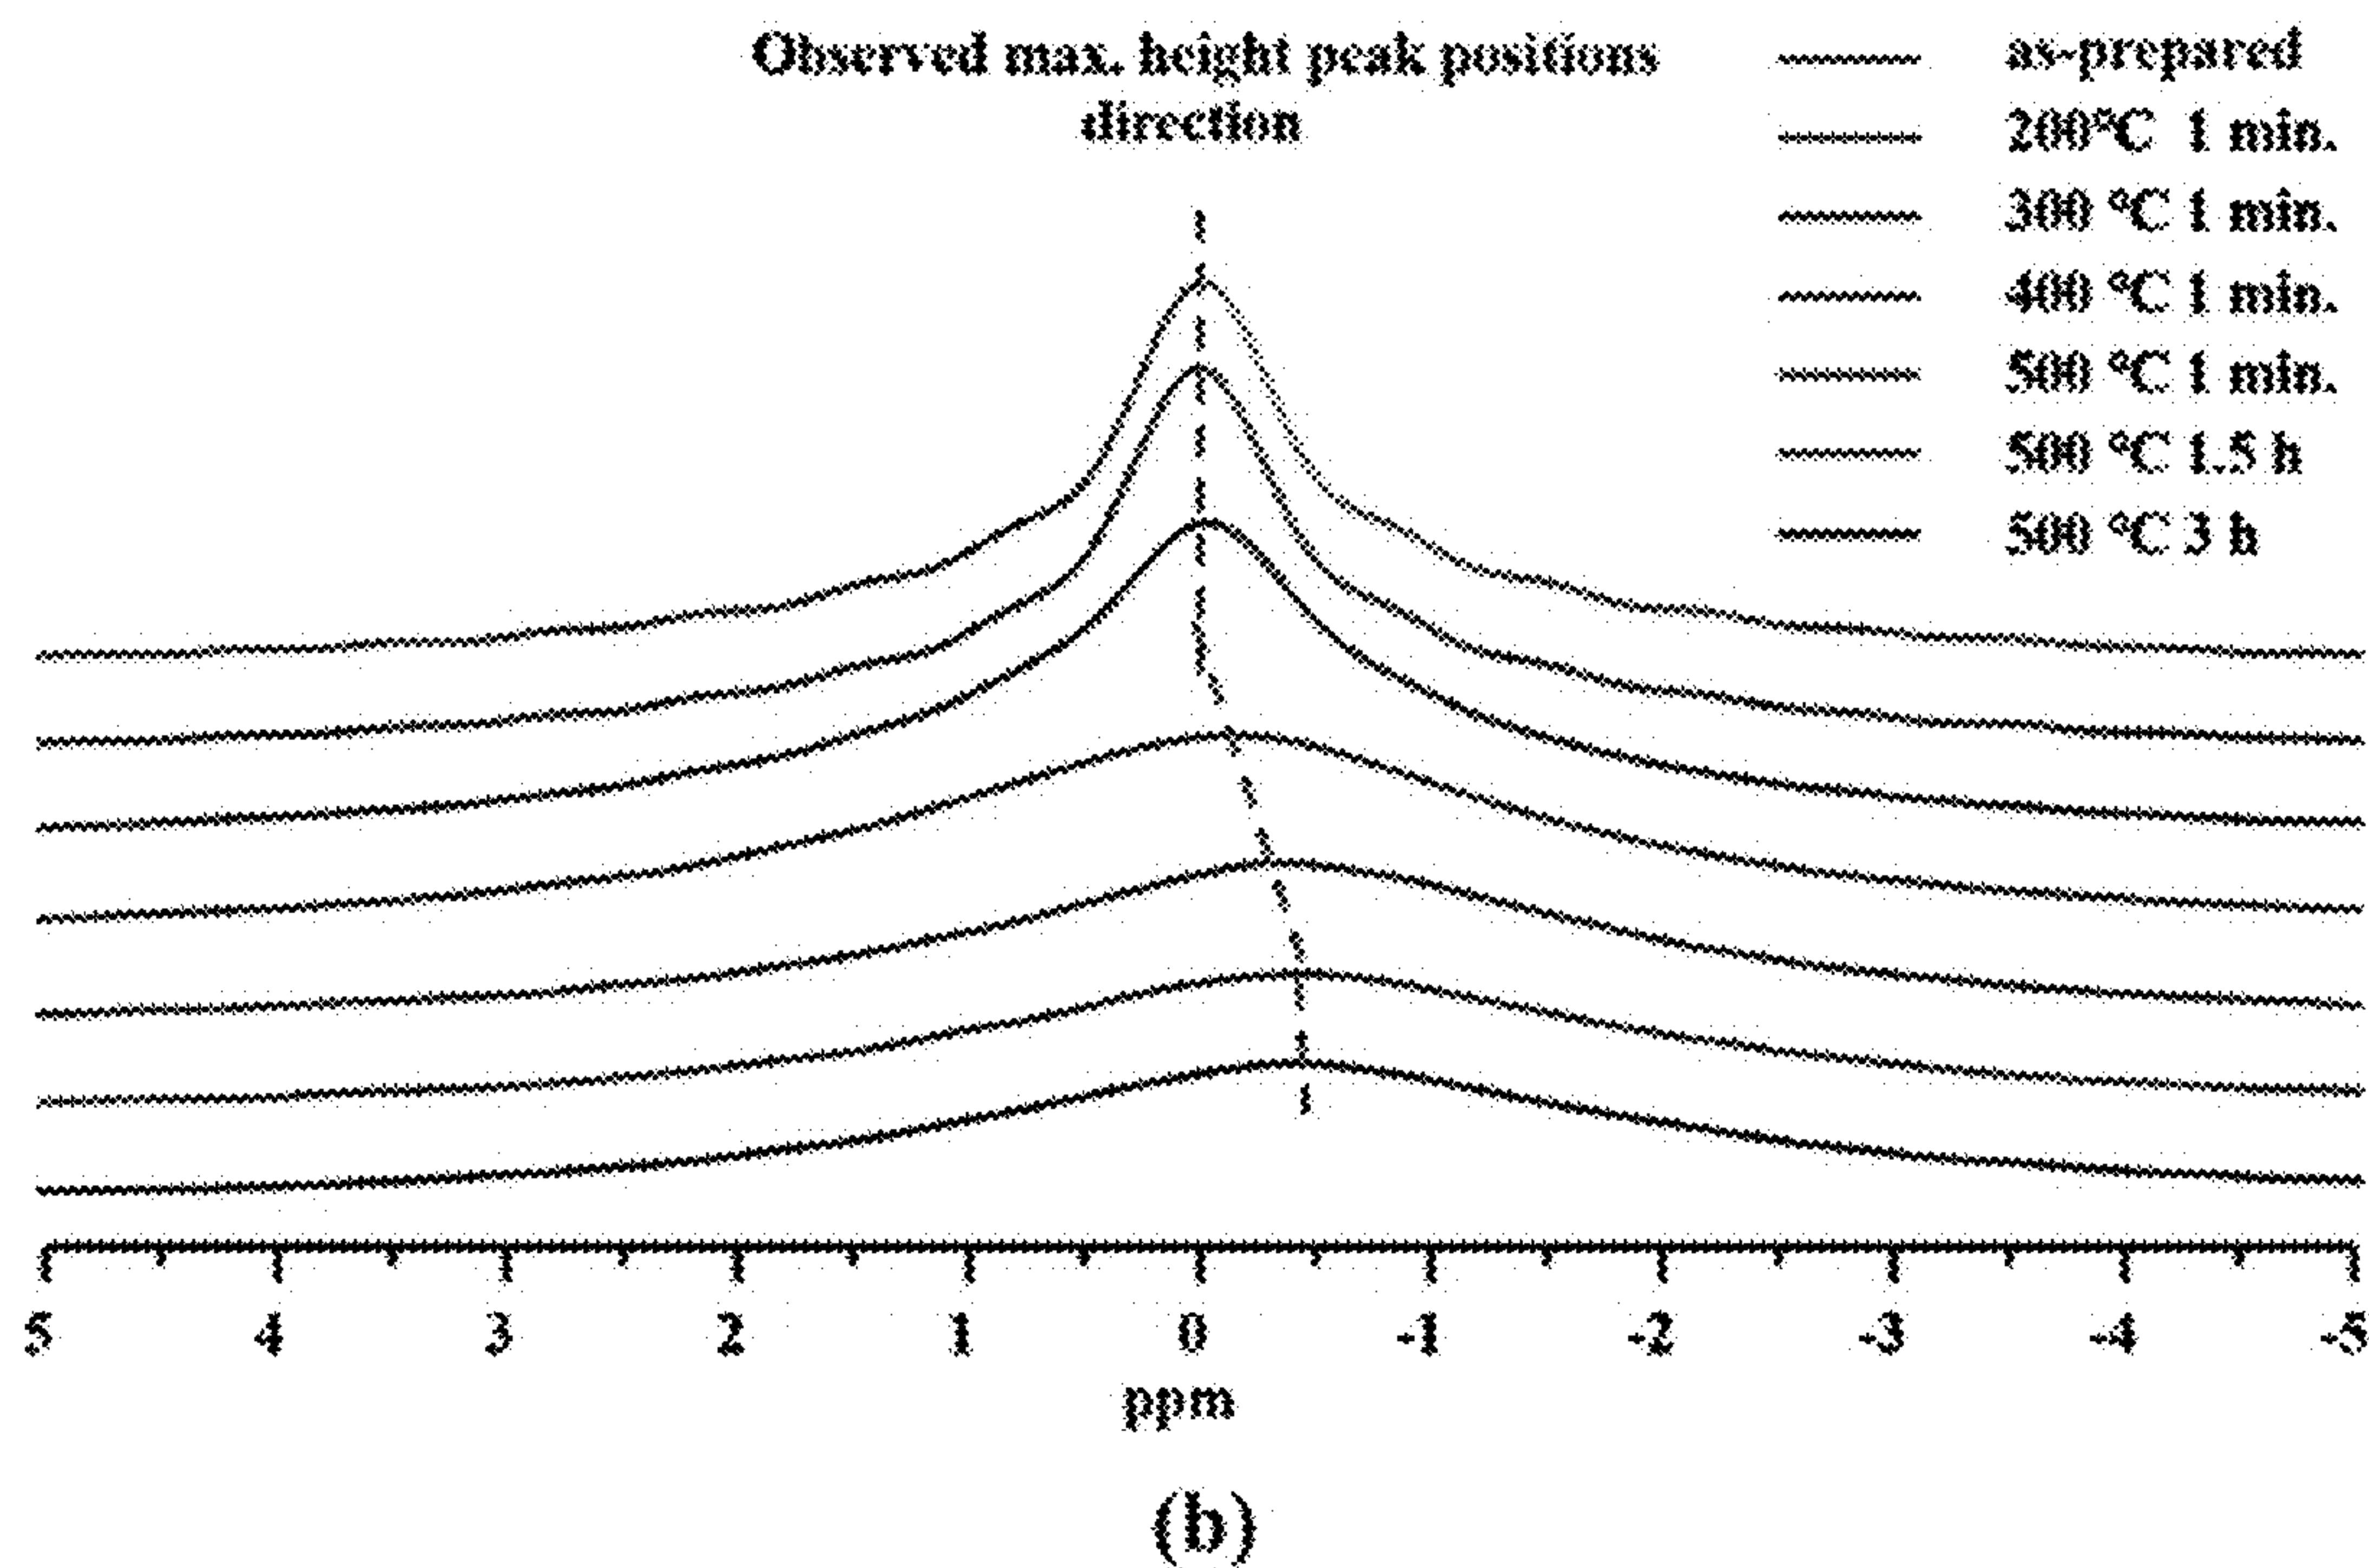 Observed max. height peak positions
direction
as-prepared
200°C 1 min.
300 °C 1 min.
400 °C 1 min.
500 °C 1 min.
500 °C 1.5 h
500 °C 3 h
5 4 3 2 1 0 -1 -2 -3 -4 -5
ppm
(b)